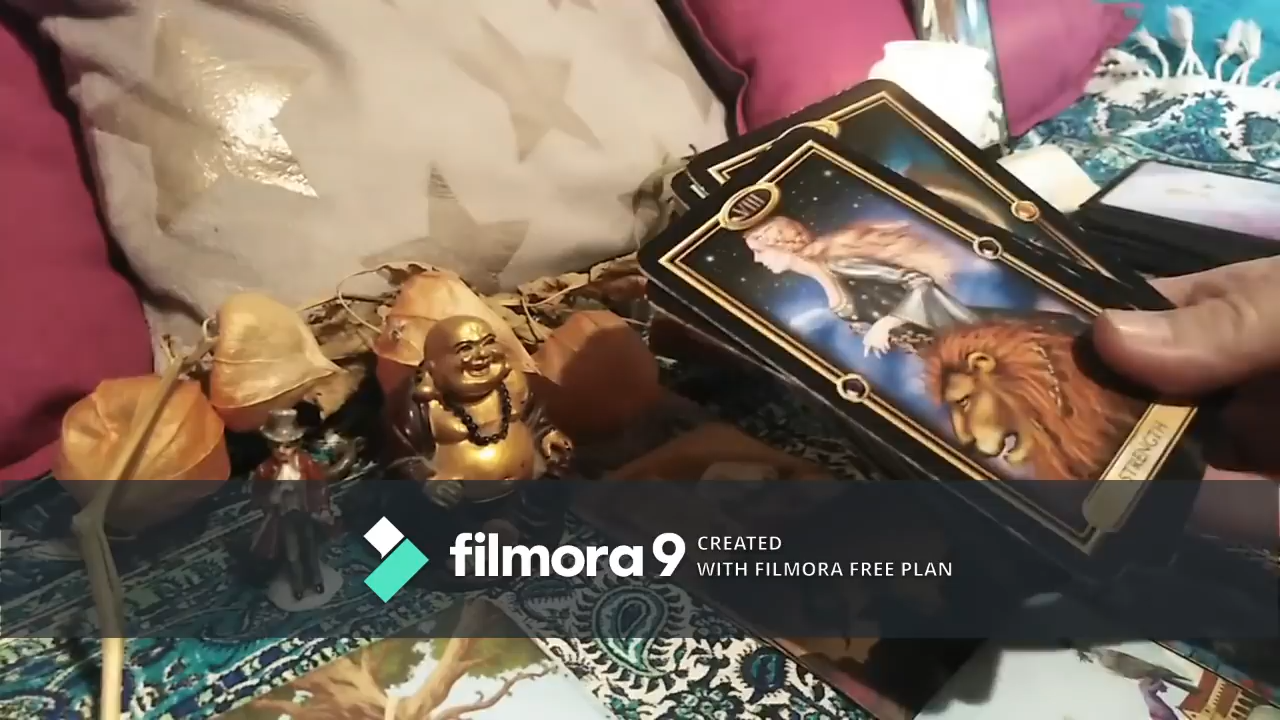 VIII
STRENGTH
filmora9
CREATED
WITH FILMORA FREE PLAN